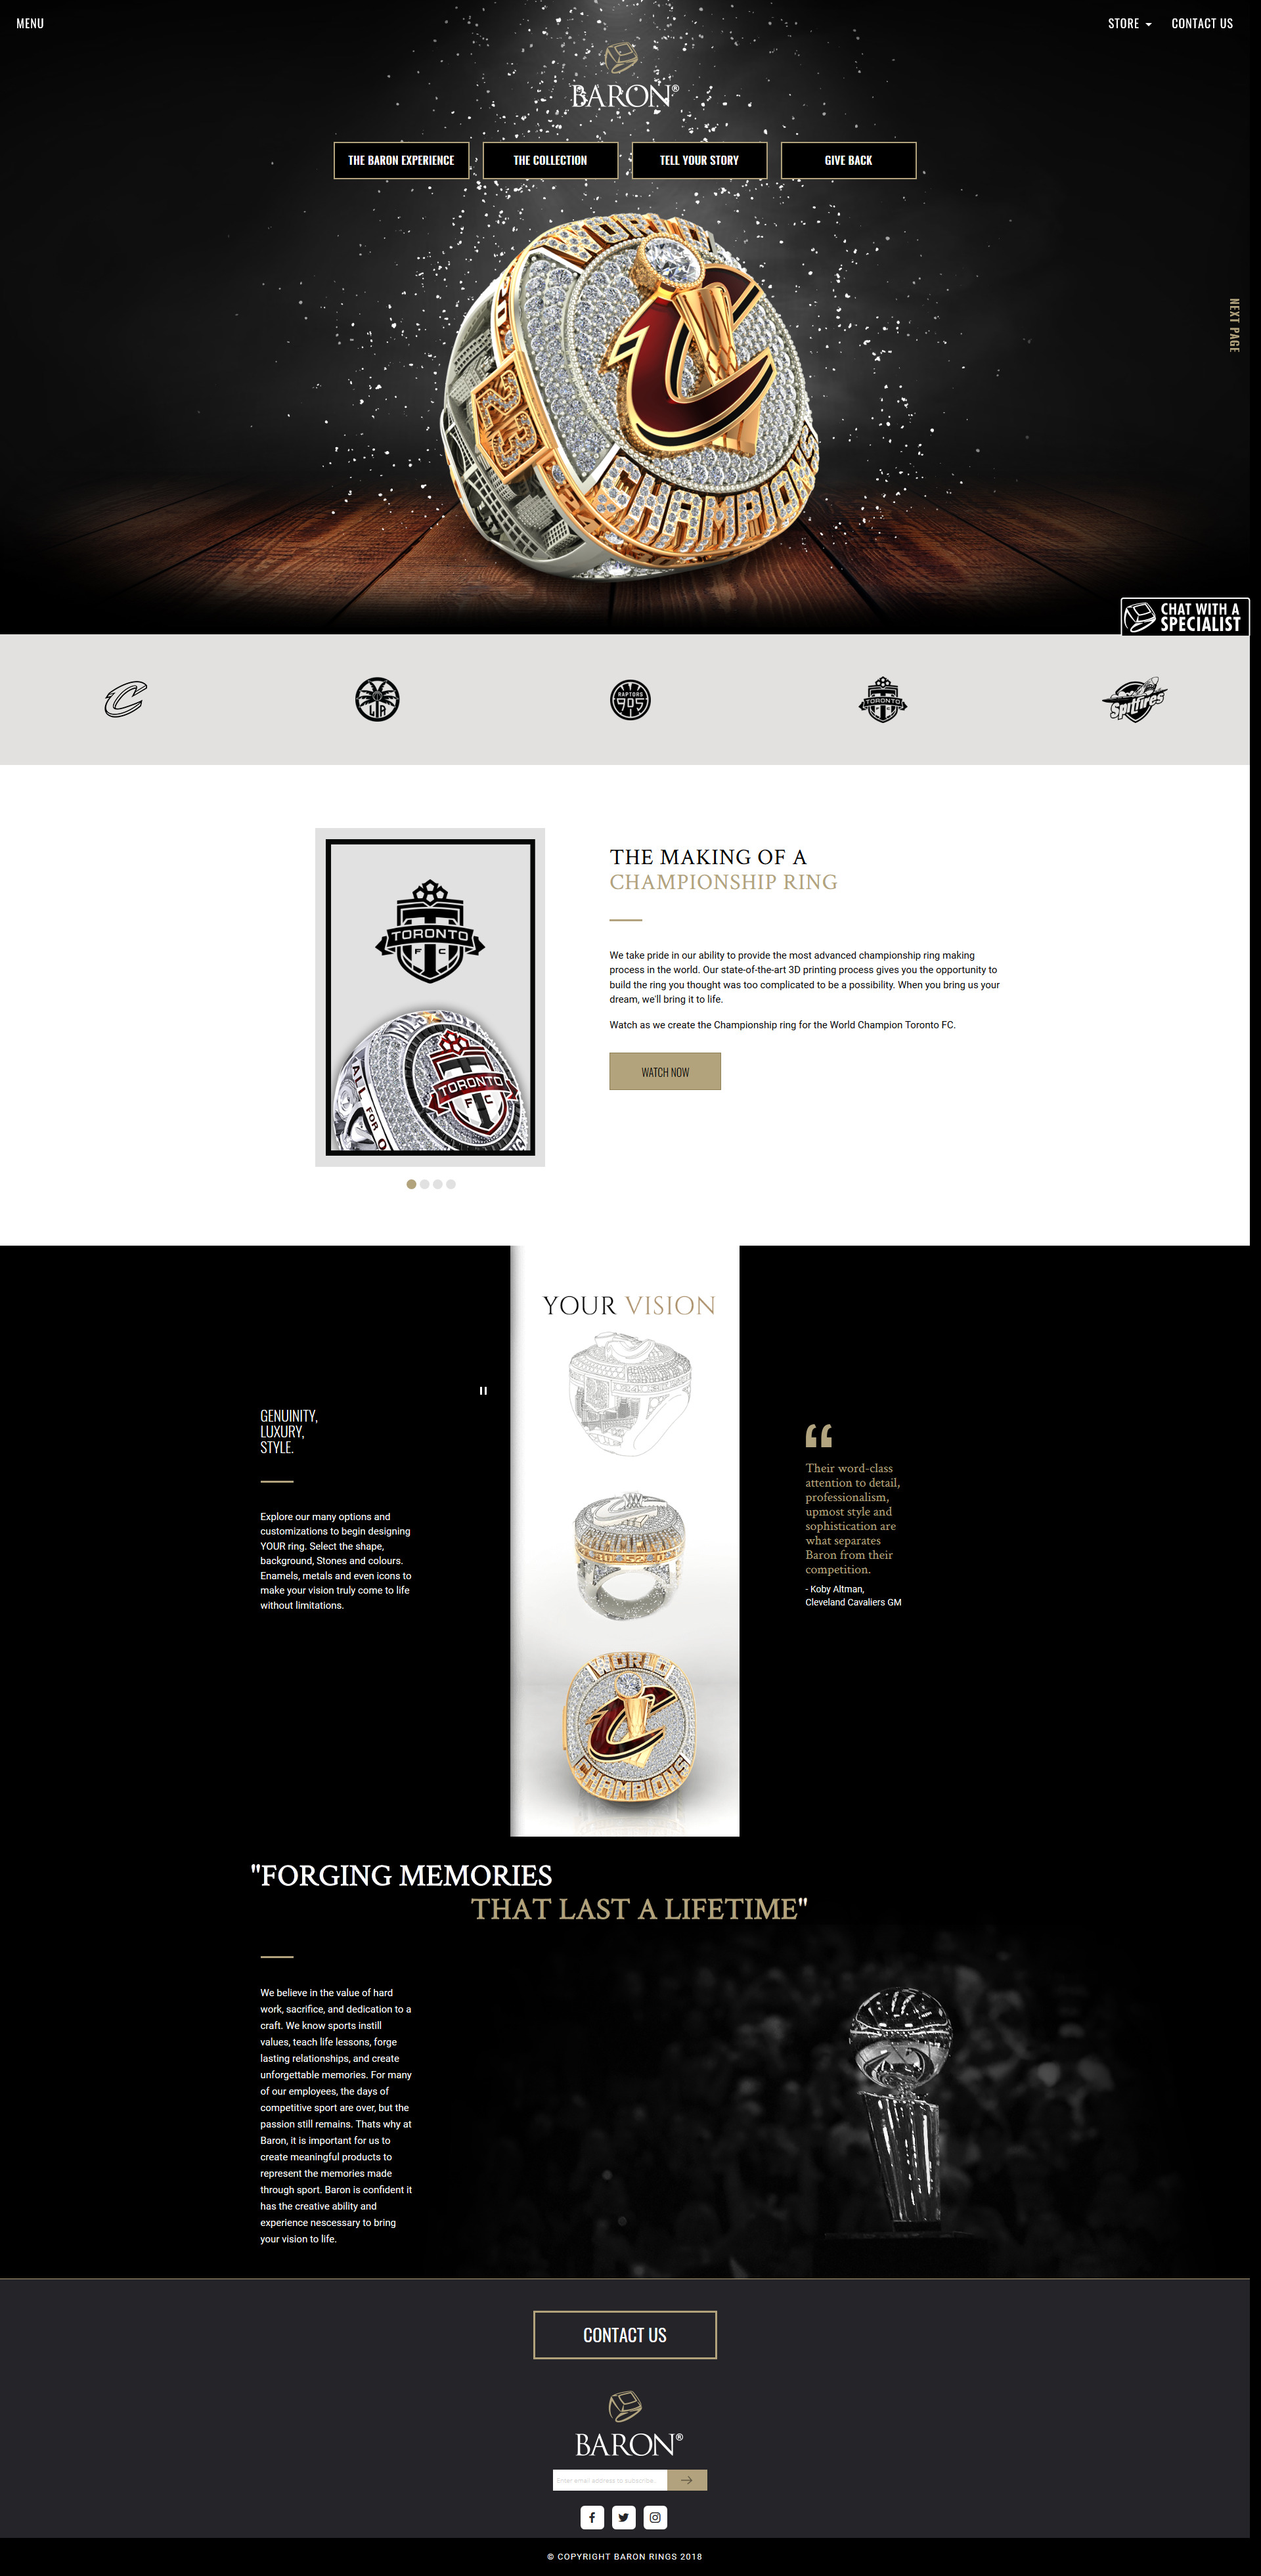 MENU
STORE
CONTACT US
BARON®
THE BARON EXPERIENCE
THE COLLECTION
TELL YOUR STORY
GIVE BACK
WORLD
23
CHAMPIONS
NEXT PAGE
CHAT WITH A
SPECIALIST
C
RAPTORS
905
TORONTO
Spitfires
TORONTO
F C
MLS CUP
ALL FOR O
TORONTO
F C
THE MAKING OF A
CHAMPIONSHIP RING
We take pride in our ability to provide the most advanced championship ring making
process in the world. Our state-of-the-art 3D printing process gives you the opportunity to
build the ring you thought was too complicated to be a possibility. When you bring us your
dream, we'll bring it to life.
Watch as we create the Championship ring for the World Champion Toronto FC.
WATCH NOW
YOUR VISION
GENUINITY,
LUXURY,
STYLE.
Explore our many options and
customizations to begin designing
YOUR ring. Select the shape,
background, Stones and colours.
Enamels, metals and even icons to
make your vision truly come to life
without limitations.
WORLD
CHAMPIONS
“
Their word-class
attention to detail,
professionalism,
upmost style and
sophistication are
what separates
Baron from their
competition.
- Koby Altman,
Cleveland Cavaliers GM
"FORGING MEMORIES
THAT LAST A LIFETIME"
We believe in the value of hard
work, sacrifice, and dedication to a
craft. We know sports instill
values, teach life lessons, forge
lasting relationships, and create
unforgettable memories. For many
of our employees, the days of
competitive sport are over, but the
passion still remains. Thats why at
Baron, it is important for us to
create meaningful products to
represent the memories made
through sport. Baron is confident it
has the creative ability and
experience nescessary to bring
your vision to life.
CONTACT US
BARON®
Enter email address to subscribe
© COPYRIGHT BARON RINGS 2018